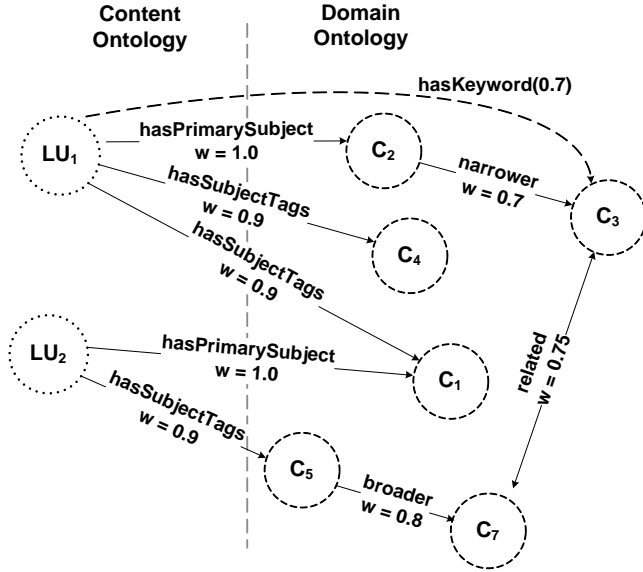 Content
Ontology
Domain
Ontology
hasKeyword(0.7)
LU1
hasPrimarySubject
w = 1.0
C2
narrower
w = 0.7
C3
hasSubjectTags
w = 0.9
C4
hasSubjectTags
w = 0.9
LU2
hasPrimarySubject
w = 1.0
C1
related
w = 0.75
hasSubjectTags
w = 0.9
C5
broader
w = 0.8
C7